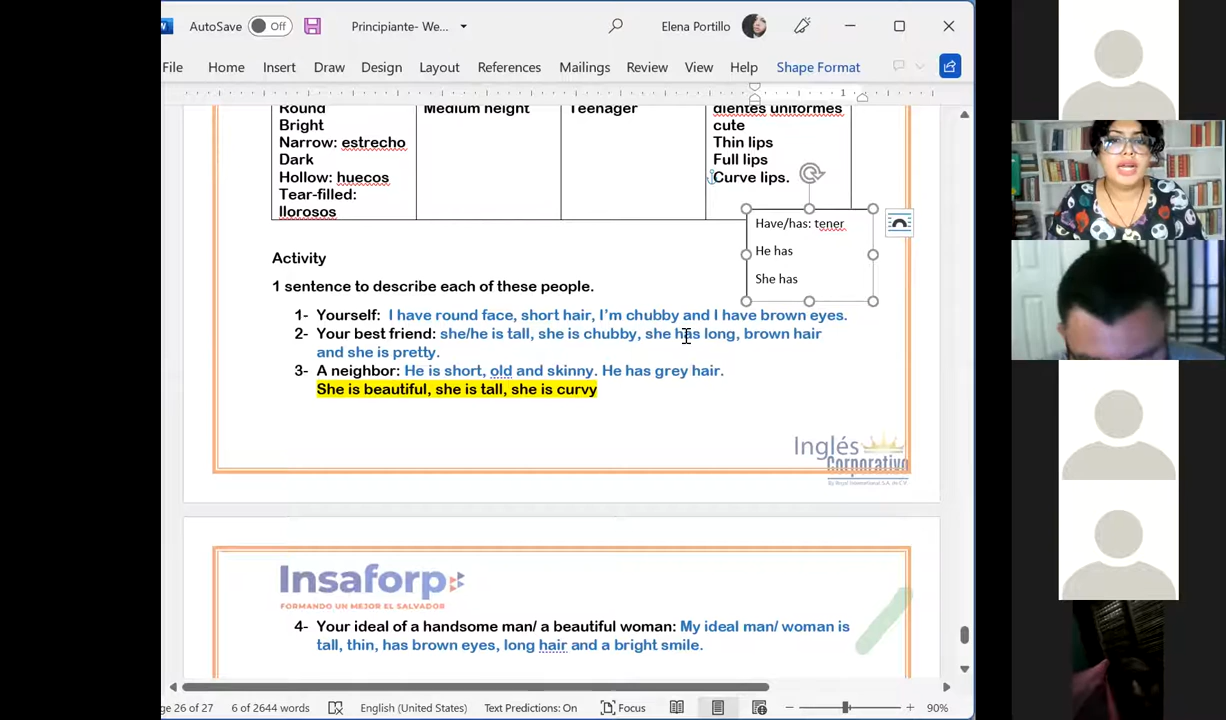 AutoSave Off Principiante- We... Elena Portillo
File Home Insert Draw Design Layout References Mailings Review View Help Shape Format
1
Round Medium height Teenager dientes uniformes
Bright cute
Narrow: estrecho Thin lips
Dark Full lips
Hollow: huecos Curve lips.
Tear-filled:
llorosos
Have/has: tener
He has
She has
Activity
1 sentence to describe each of these people.
1- Yourself: I have round face, short hair, I'm chubby and I have brown eyes.
2- Your best friend: she/he is tall, she is chubby, she has long, brown hair
and she is pretty.
3- A neighbor: He is short, old and skinny. He has grey hair.
She is beautiful, she is tall, she is curvy
Inglés
Corporativo
Insaforp
FORMANDO UN MEJOR EL SALVADOR
4- Your ideal of a handsome man/ a beautiful woman: My ideal man/ woman is
tall, thin, has brown eyes, long hair and a bright smile.
age 26 of 27 6 of 2644 words English (United States) Text Predictions: On Focus 90%